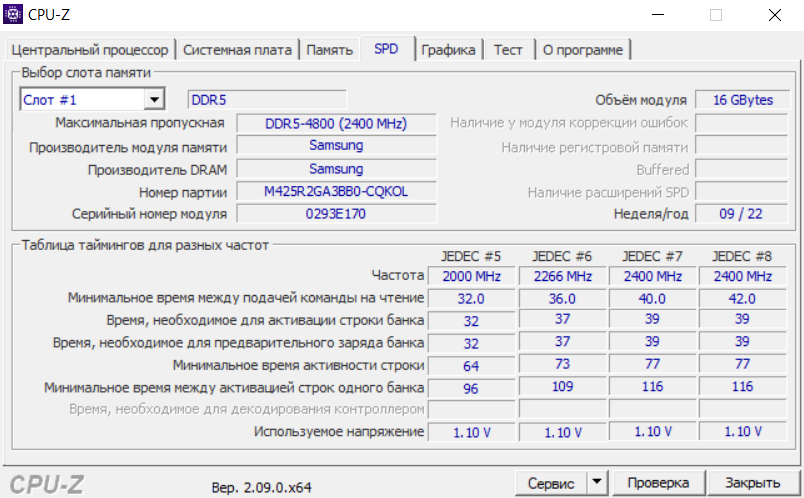 CPU-Z
Центральный процессор Системная плата Память SPD Графика Тест О программе
Выбор слота памяти
Слот #1 DDR5 Объём модуля 16 GBytes
Максимальная пропускная DDR5-4800 (2400 MHz) Наличие у модуля коррекции ошибок
Производитель модуля памяти Samsung Наличие регистровой памяти
Производитель DRAM Samsung Buffered
Номер партии M425R2GA3BB0-CQKOL Наличие расширений SPD
Серийный номер модуля 0293E170 Неделя/год 09 / 22
Таблица таймингов для разных частот
JEDEC #5 JEDEC #6 JEDEC #7 JEDEC #8
Частота 2000 MHz 2266 MHz 2400 MHz 2400 MHz
Минимальное время между подачей команды на чтение 32.0 36.0 40.0 42.0
Время, необходимое для активации строки банка 32 37 39 39
Время, необходимое для предварительного заряда банка 32 37 39 39
Минимальное время активности строки 64 73 77 77
Минимальное время между активацией строк одного банка 96 109 116 116
Время, необходимое для декодирования контроллером
Используемое напряжение 1.10 V 1.10 V 1.10 V 1.10 V
CPU-Z Вер. 2.09.0.x64 Сервис Проверка Закрыть